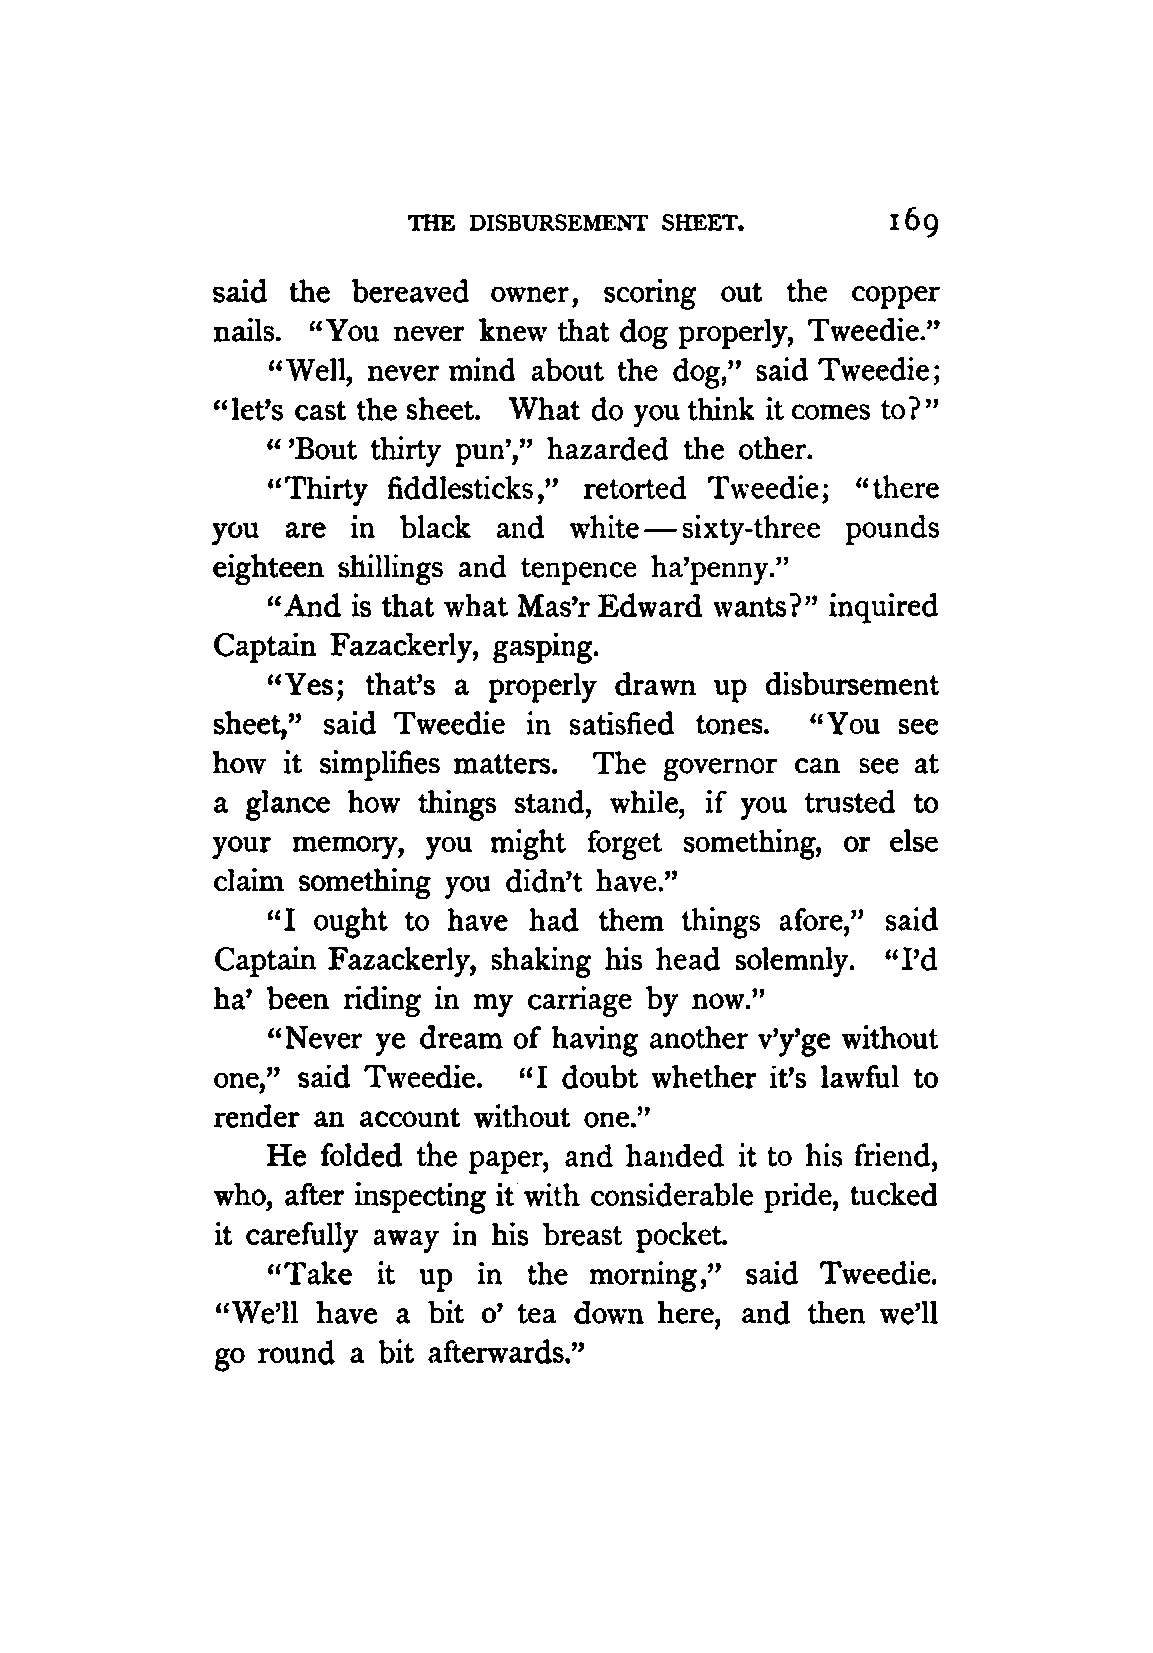 THE DISBURSEMENT SHEET. 169
said the bereaved owner, scoring out the copper
nails. “You never knew that dog properly, Tweedie.”
“Well, never mind about the dog,” said Tweedie;
“let’s cast the sheet. What do you think it comes to?”
“ ’Bout thirty pun’,” hazarded the other.
“Thirty fiddlesticks,” retorted Tweedie; “there
you are in black and white—sixty-three pounds
eighteen shillings and tenpence ha’penny.”
“And is that what Mas’r Edward wants?” inquired
Captain Fazackerly, gasping.
“Yes; that’s a properly drawn up disbursement
sheet,” said Tweedie in satisfied tones. “You see
how it simplifies matters. The governor can see at
a glance how things stand, while, if you trusted to
your memory, you might forget something, or else
claim something you didn’t have.”
“I ought to have had them things afore,” said
Captain Fazackerly, shaking his head solemnly. “I’d
ha’ been riding in my carriage by now.”
“Never ye dream of having another v’y’ge without
one,” said Tweedie. “I doubt whether it’s lawful to
render an account without one.”
He folded the paper, and handed it to his friend,
who, after inspecting it with considerable pride, tucked
it carefully away in his breast pocket.
“Take it up in the morning,” said Tweedie.
“We’ll have a bit o’ tea down here, and then we’ll
go round a bit afterwards.”